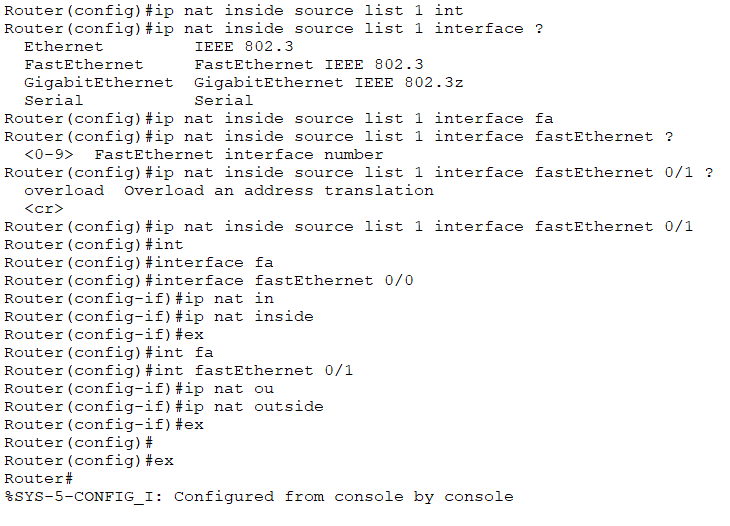 Router(config)#ip nat inside source list 1 int
Router(config)#ip nat inside source list 1 interface ?
  Ethernet         IEEE 802.3
  FastEthernet     FastEthernet IEEE 802.3
  GigabitEthernet  GigabitEthernet IEEE 802.3z
  Serial           Serial
Router(config)#ip nat inside source list 1 interface fa
Router(config)#ip nat inside source list 1 interface fastEthernet ?
  <0-9>  FastEthernet interface number
Router(config)#ip nat inside source list 1 interface fastEthernet 0/1 ?
  overload  Overload an address translation
  <cr>
Router(config)#ip nat inside source list 1 interface fastEthernet 0/1
Router(config)#int
Router(config)#interface fa
Router(config)#interface fastEthernet 0/0
Router(config-if)#ip nat in
Router(config-if)#ip nat inside
Router(config-if)#ex
Router(config)#int fa
Router(config)#int fastEthernet 0/1
Router(config-if)#ip nat ou
Router(config-if)#ip nat outside
Router(config-if)#ex
Router(config)#
Router(config)#ex
Router#
%SYS-5-CONFIG_I: Configured from console by console